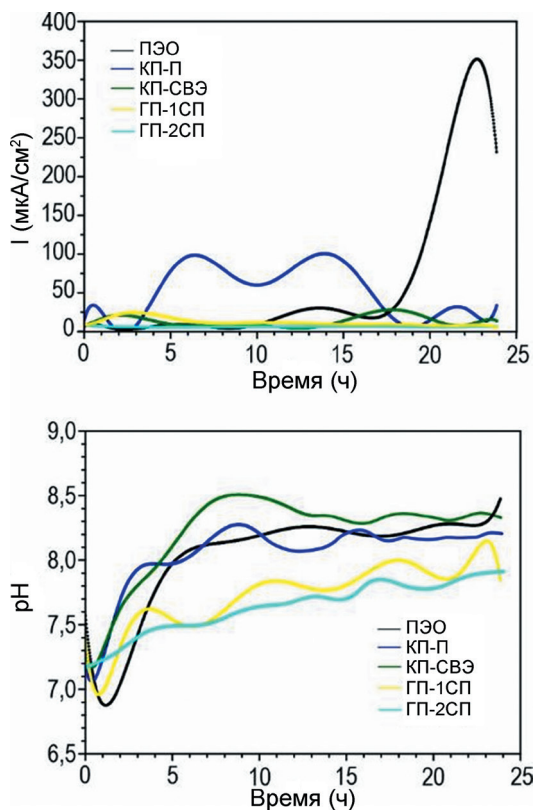 400
350
300
250
200
150
100
50
0
I (мкА/см²)
ПЭО
КП-П
КП-СВЭ
ГП-1СП
ГП-2СП
0 5 10 15 20 25
Время (ч)
9,0
8,5
8,0
7,5
7,0
6,5
pH
ПЭО
КП-П
КП-СВЭ
ГП-1СП
ГП-2СП
0 5 10 15 20 25
Время (ч)